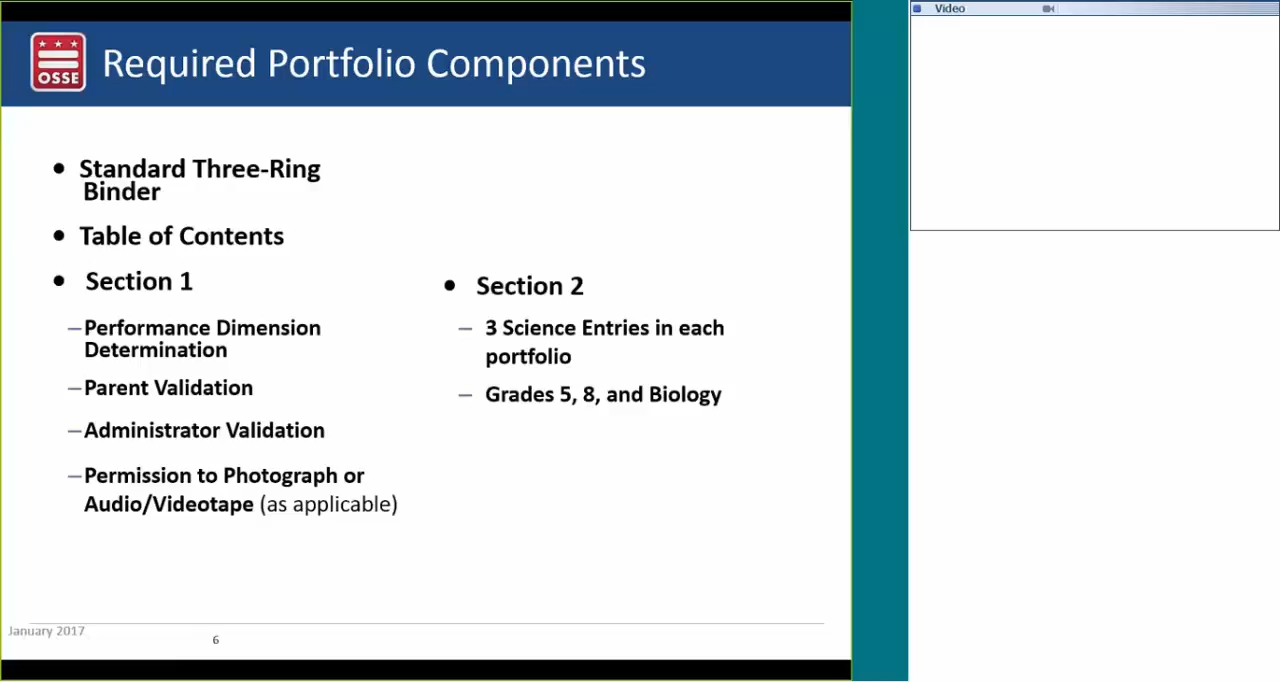 Video
OSSE
Required Portfolio Components
• Standard Three-Ring
Binder
• Table of Contents
• Section 1
–Performance Dimension
Determination
–Parent Validation
–Administrator Validation
–Permission to Photograph or
Audio/Videotape (as applicable)
• Section 2
– 3 Science Entries in each
portfolio
– Grades 5, 8, and Biology
January 2017
6